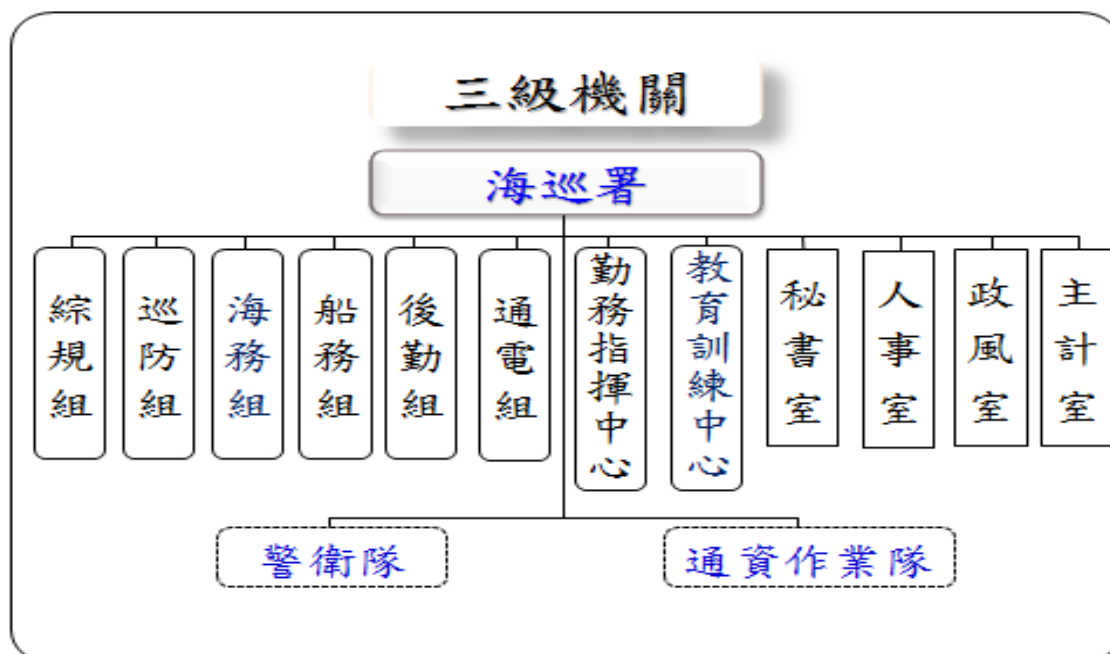 三級機關
海巡署
綜規組
巡防組
海務組
船務組
後勤組
通電組
勤務指揮中心
教育訓練中心
秘書室
人事室
政風室
主計室
警衛隊
通資作業隊